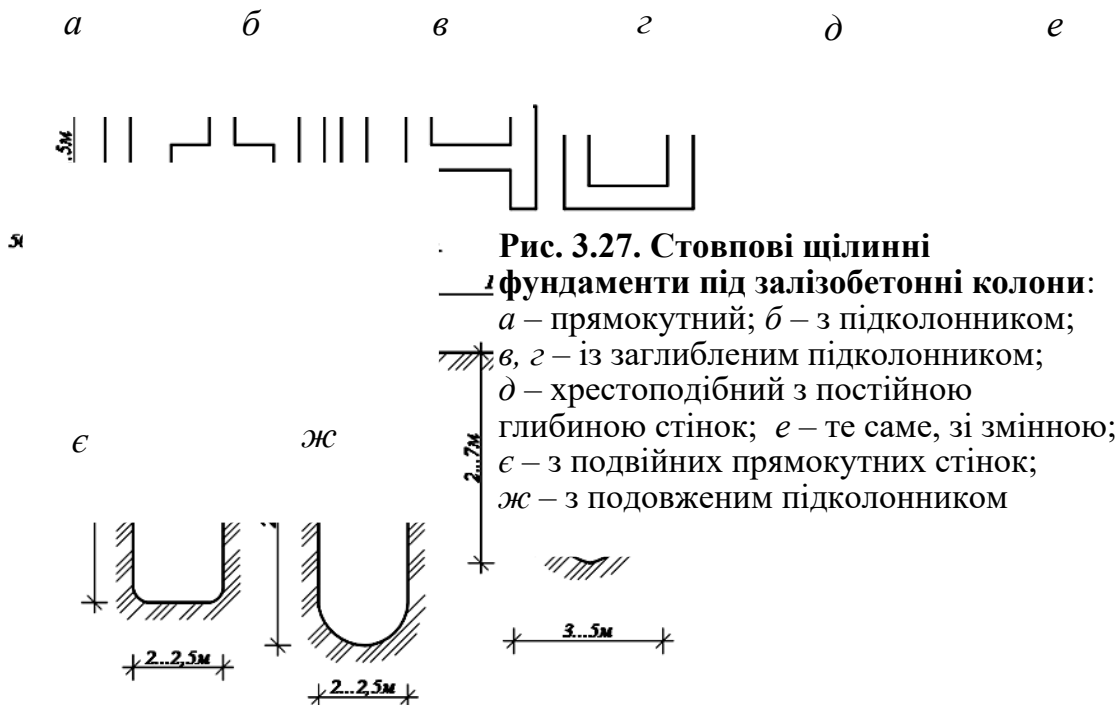 а б в г д е
.5м
Рис. 3.27. Стовпові щілинні
фундаменти під залізобетонні колони:
а – прямокутний; б – з підколонником;
в, г – із заглибленим підколонником;
д – хрестоподібний з постійною
глибиною стінок; е – те саме, зі змінною;
є – з подвійних прямокутних стінок;
ж – з подовженим підколонником
є ж
2...7м
3...5м
2...2,5м
2...2,5м